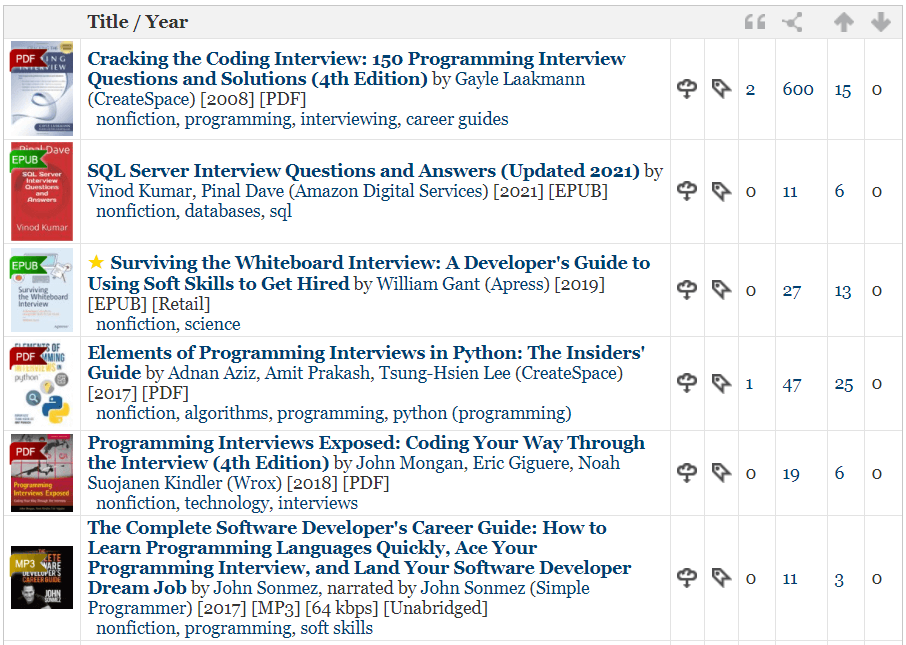 Title / Year
PDF
Cracking the Coding Interview: 150 Programming Interview
Questions and Solutions (4th Edition) by Gayle Laakmann
(CreateSpace) [2008] [PDF]
nonfiction, programming, interviewing, career guides
2 600 15 0
Pinal Dave
EPUB
SQL Server
Interview
Questions
and
Answers
Vinod Kumar
SQL Server Interview Questions and Answers (Updated 2021) by
Vinod Kumar, Pinal Dave (Amazon Digital Services) [2021] [EPUB]
nonfiction, databases, sql
0 11 6 0
EPUB
Surviving
the Whiteboard
Interview
Surviving the Whiteboard Interview: A Developer's Guide to
Using Soft Skills to Get Hired by William Gant (Apress) [2019]
[EPUB] [Retail]
nonfiction, science
0 27 13 0
PDF
python
Elements of Programming Interviews in Python: The Insiders'
Guide by Adnan Aziz, Amit Prakash, Tsung-Hsien Lee (CreateSpace)
[2017] [PDF]
nonfiction, algorithms, programming, python (programming)
1 47 25 0
PDF
Programming
Interviews Exposed
Programming Interviews Exposed: Coding Your Way Through
the Interview (4th Edition) by John Mongan, Eric Giguere, Noah
Suojanen Kindler (Wrox) [2018] [PDF]
nonfiction, technology, interviews
0 19 6 0
MP3
CAREER GUIDE
JOHN
SONMEZ
The Complete Software Developer's Career Guide: How to
Learn Programming Languages Quickly, Ace Your
Programming Interview, and Land Your Software Developer
Dream Job by John Sonmez, narrated by John Sonmez (Simple
Programmer) [2017] [MP3] [64 kbps] [Unabridged]
nonfiction, programming, soft skills
0 11 3 0